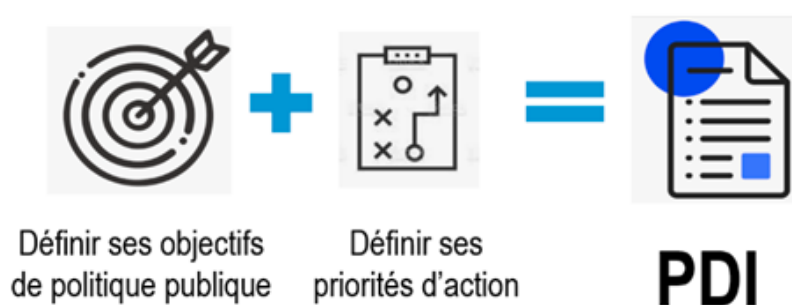 Définir ses objectifs
de politique publique
Définir ses
priorités d'action
PDI